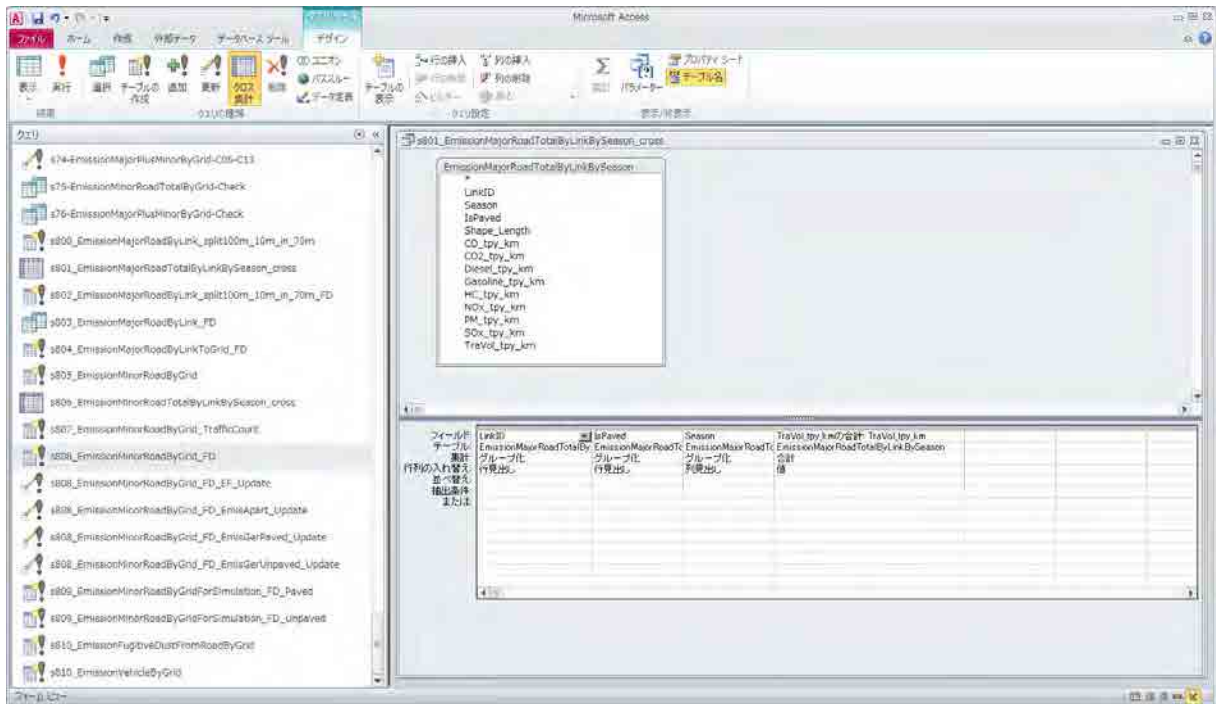 Microsoft Access
ファイル ホーム 作成 外部データ データベース ツール デザイン
表示 実行 選択 テーブルの作成 追加 更新 クロス集計 削除
ユニオン
パススルー
データ定義
テーブルの表示
行の挿入 列の挿入
列の削除
パラメーター
プロパティ シート
テーブル名
結果 クエリの種類 クエリ設定 表示/非表示
クエリ
s74-EmissionMajorPlusMinorByGrid-C05-C13
s75-EmissionMinorRoadTotalByGrid-Check
s76-EmissionMajorPlusMinorByGrid-Check
s800_EmissionMajorRoadByLink_split100m_10m_in_70m
s801_EmissionMajorRoadTotalByLinkBySeason_cross
s802_EmissionMajorRoadByLink_split100m_10m_in_70m_FD
s803_EmissionMajorRoadByLink_FD
s804_EmissionMajorRoadByLinkToGrid_FD
s805_EmissionMinorRoadByGrid
s806_EmissionMinorRoadTotalByLinkBySeason_cross
s807_EmissionMinorRoadByGrid_TrafficCount
s808_EmissionMinorRoadByGrid_FD
s808_EmissionMinorRoadByGrid_FD_EF_Update
s808_EmissionMinorRoadByGrid_FD_EmisApart_Update
s808_EmissionMinorRoadByGrid_FD_EmisGerPaved_Update
s808_EmissionMinorRoadByGrid_FD_EmisGerUnpaved_Update
s809_EmissionMinorRoadByGridForSimulation_FD_Paved
s809_EmissionMinorRoadByGridForSimulation_FD_Unpaved
s810_EmissionFugitiveDustFromRoadByGrid
s810_EmissionVehicleByGrid
s801_EmissionMajorRoadTotalByLinkBySeason_cross
EmissionMajorRoadTotalByLinkBySeason
*
LinkID
Season
IsPaved
Shape_Length
CO_tpy_km
CO2_tpy_km
Diesel_tpy_km
Gasoline_tpy_km
HC_tpy_km
NOx_tpy_km
PM_tpy_km
SOx_tpy_km
TraVol_tpy_km
フィールド: LinkID IsPaved Season TraVol_tpy_kmの合計: TraVol_tpy_km
テーブル: EmissionMajorRoadTotalBy EmissionMajorRoadTo EmissionMajorRoadTo EmissionMajorRoadTotalByLinkBySeason
集計: グループ化 グループ化 グループ化 合計
行列の入れ替え: 行見出し 行見出し 列見出し 値
並べ替え:
抽出条件:
または:
フォーム ビュー